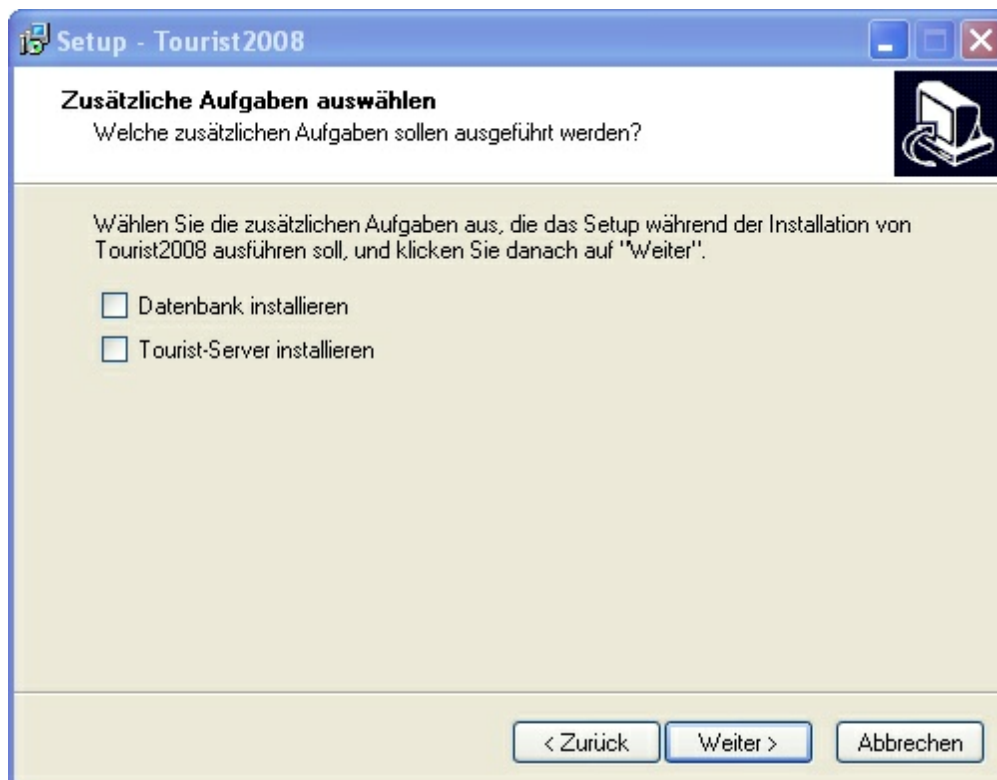 Setup - Tourist2008
Zusätzliche Aufgaben auswählen
Welche zusätzlichen Aufgaben sollen ausgeführt werden?
Wählen Sie die zusätzlichen Aufgaben aus, die das Setup während der Installation von
Tourist2008 ausführen soll, und klicken Sie danach auf "Weiter".
Datenbank installieren
Tourist-Server installieren
< Zurück
Weiter >
Abbrechen